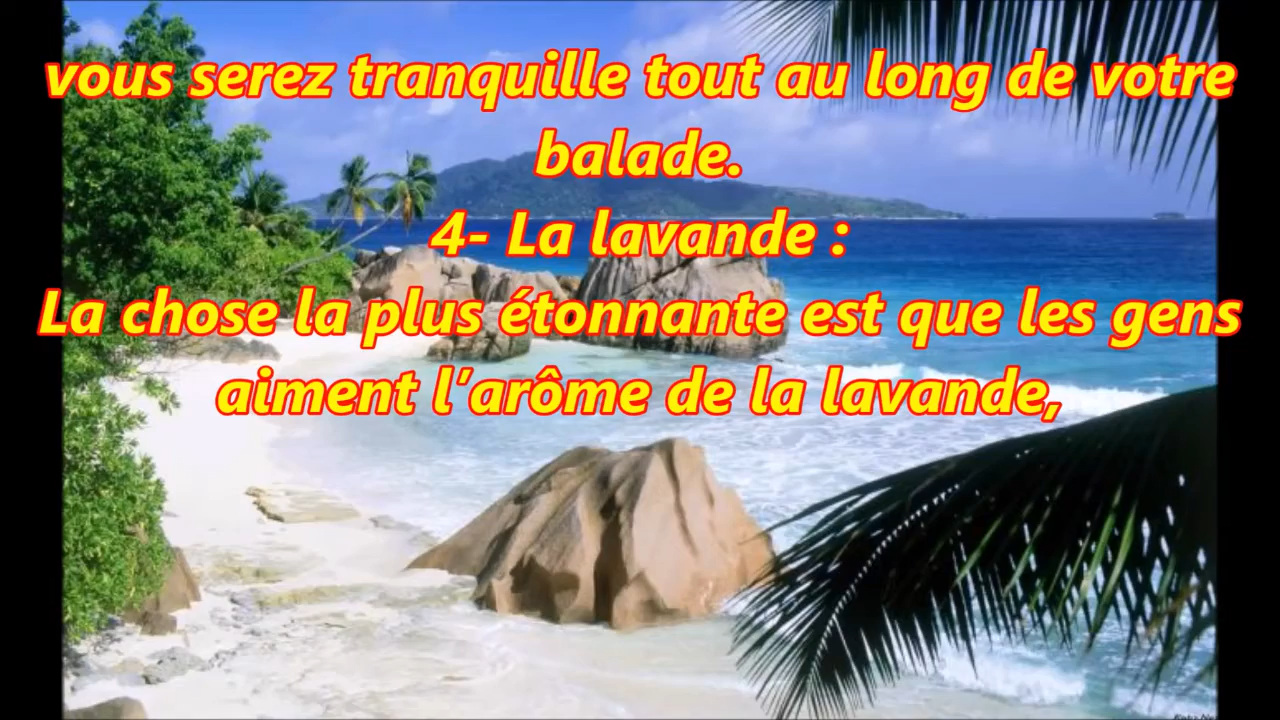 vous serez tranquille tout au long de votre
balade.
4- La lavande :
La chose la plus étonnante est que les gens
aiment l’arôme de la lavande,